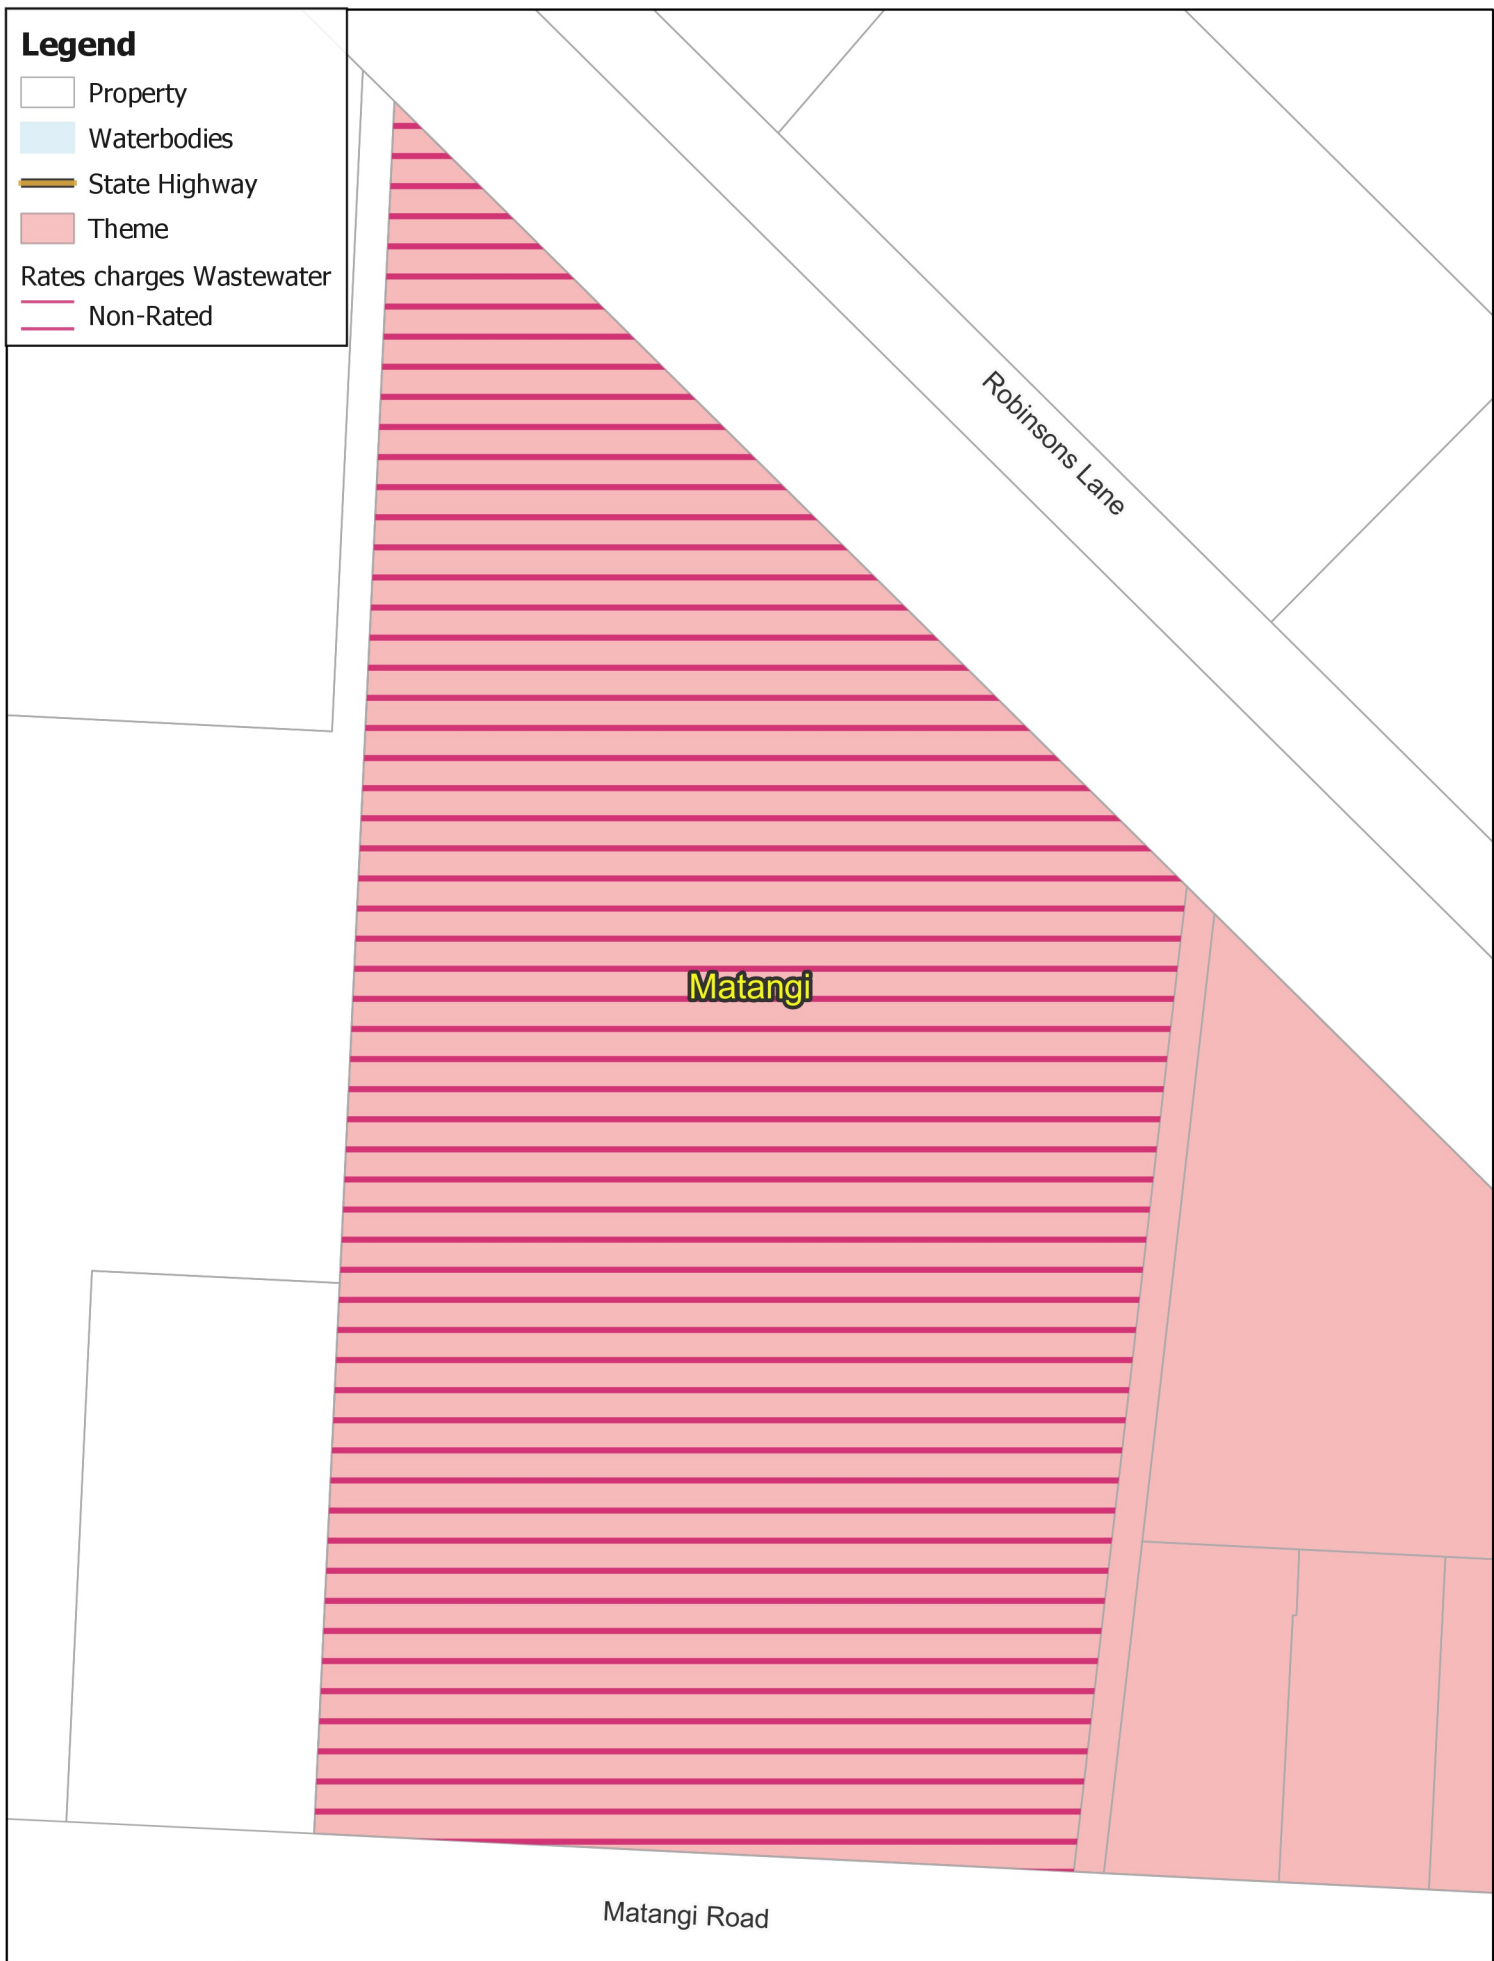 Legend
Property
Waterbodies
State Highway
Theme
Rates charges Wastewater
Non-Rated
Robinsons Lane
Matangi
Matangi Road